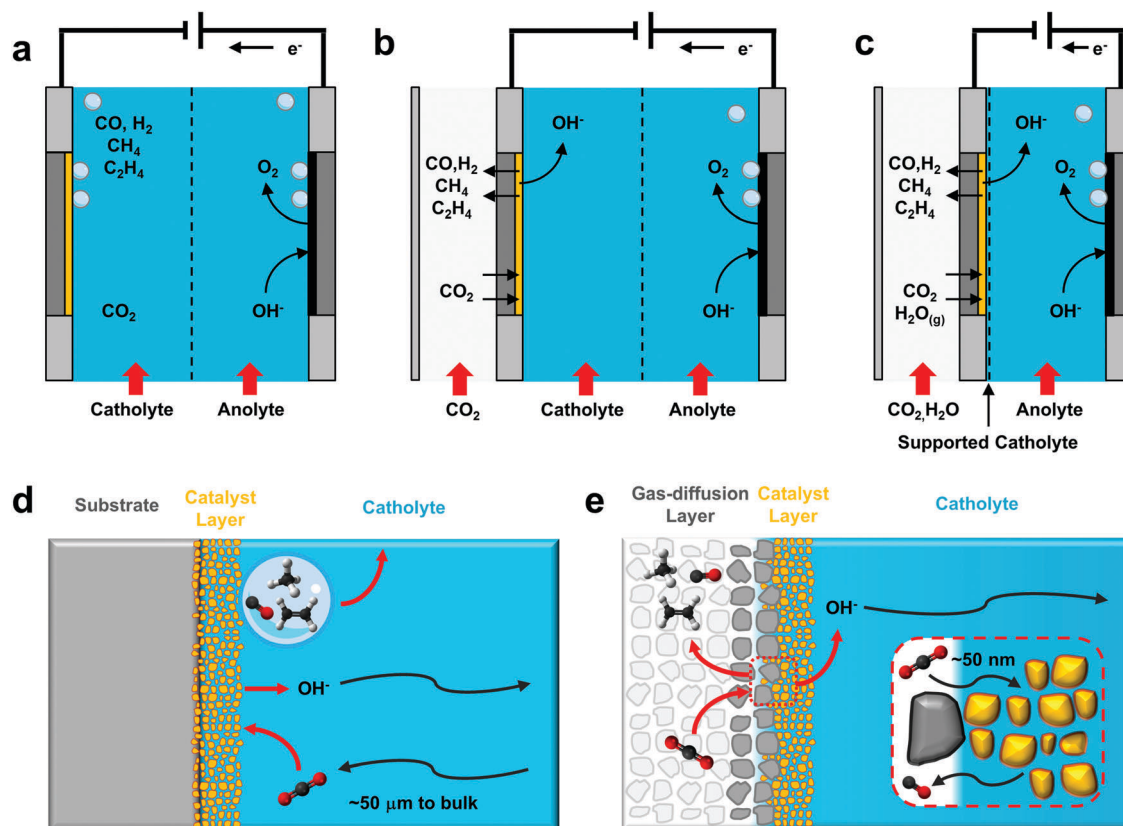 a
e-
CO, H2
CH4
C2H4
O2
CO2
OH-
Catholyte
Anolyte
b
e-
OH-
CO,H2
CH4
C2H4
O2
CO2
OH-
CO2
Catholyte
Anolyte
c
e-
OH-
CO,H2
CH4
C2H4
O2
CO2
H2O(g)
OH-
CO2,H2O
Anolyte
Supported Catholyte
d
Substrate
Catalyst
Layer
Catholyte
OH-
~50 μm to bulk
e
Gas-diffusion
Layer
Catalyst
Layer
Catholyte
OH-
~50 nm